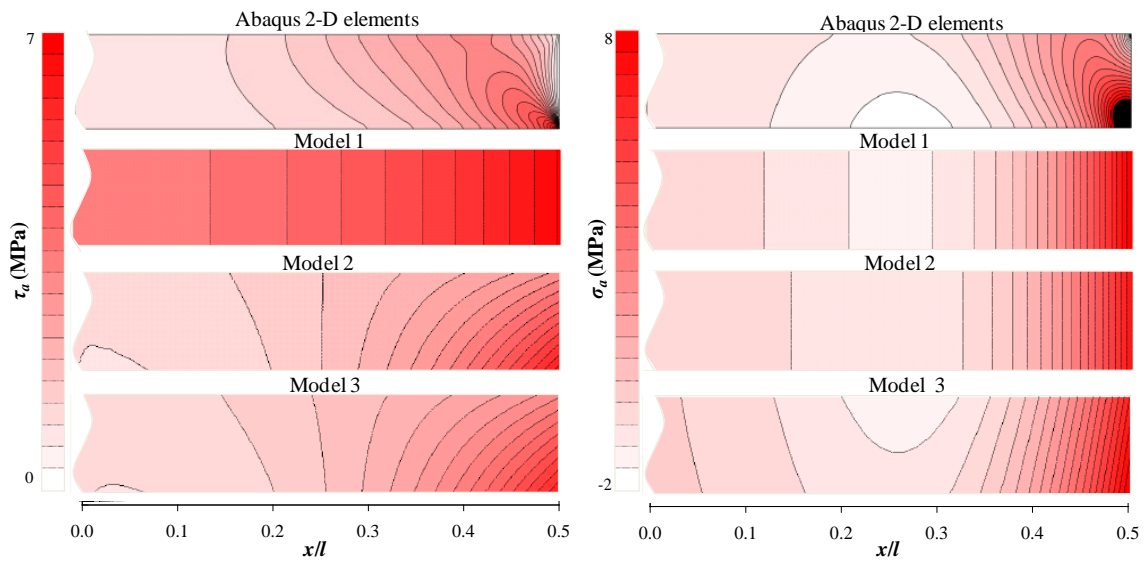 Abaqus 2-D elements
7
Model 1
τa (MPa)
Model 2
Model 3
0
0.0 0.1 0.2 0.3 0.4 0.5
x/l
Abaqus 2-D elements
8
Model 1
σa (MPa)
Model 2
Model 3
-2
0.0 0.1 0.2 0.3 0.4 0.5
x/l